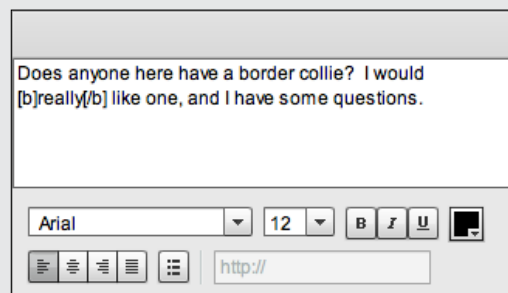 Does anyone here have a border collie?  I would
[b]really[/b] like one, and I have some questions.
Arial 12 B I U
http://